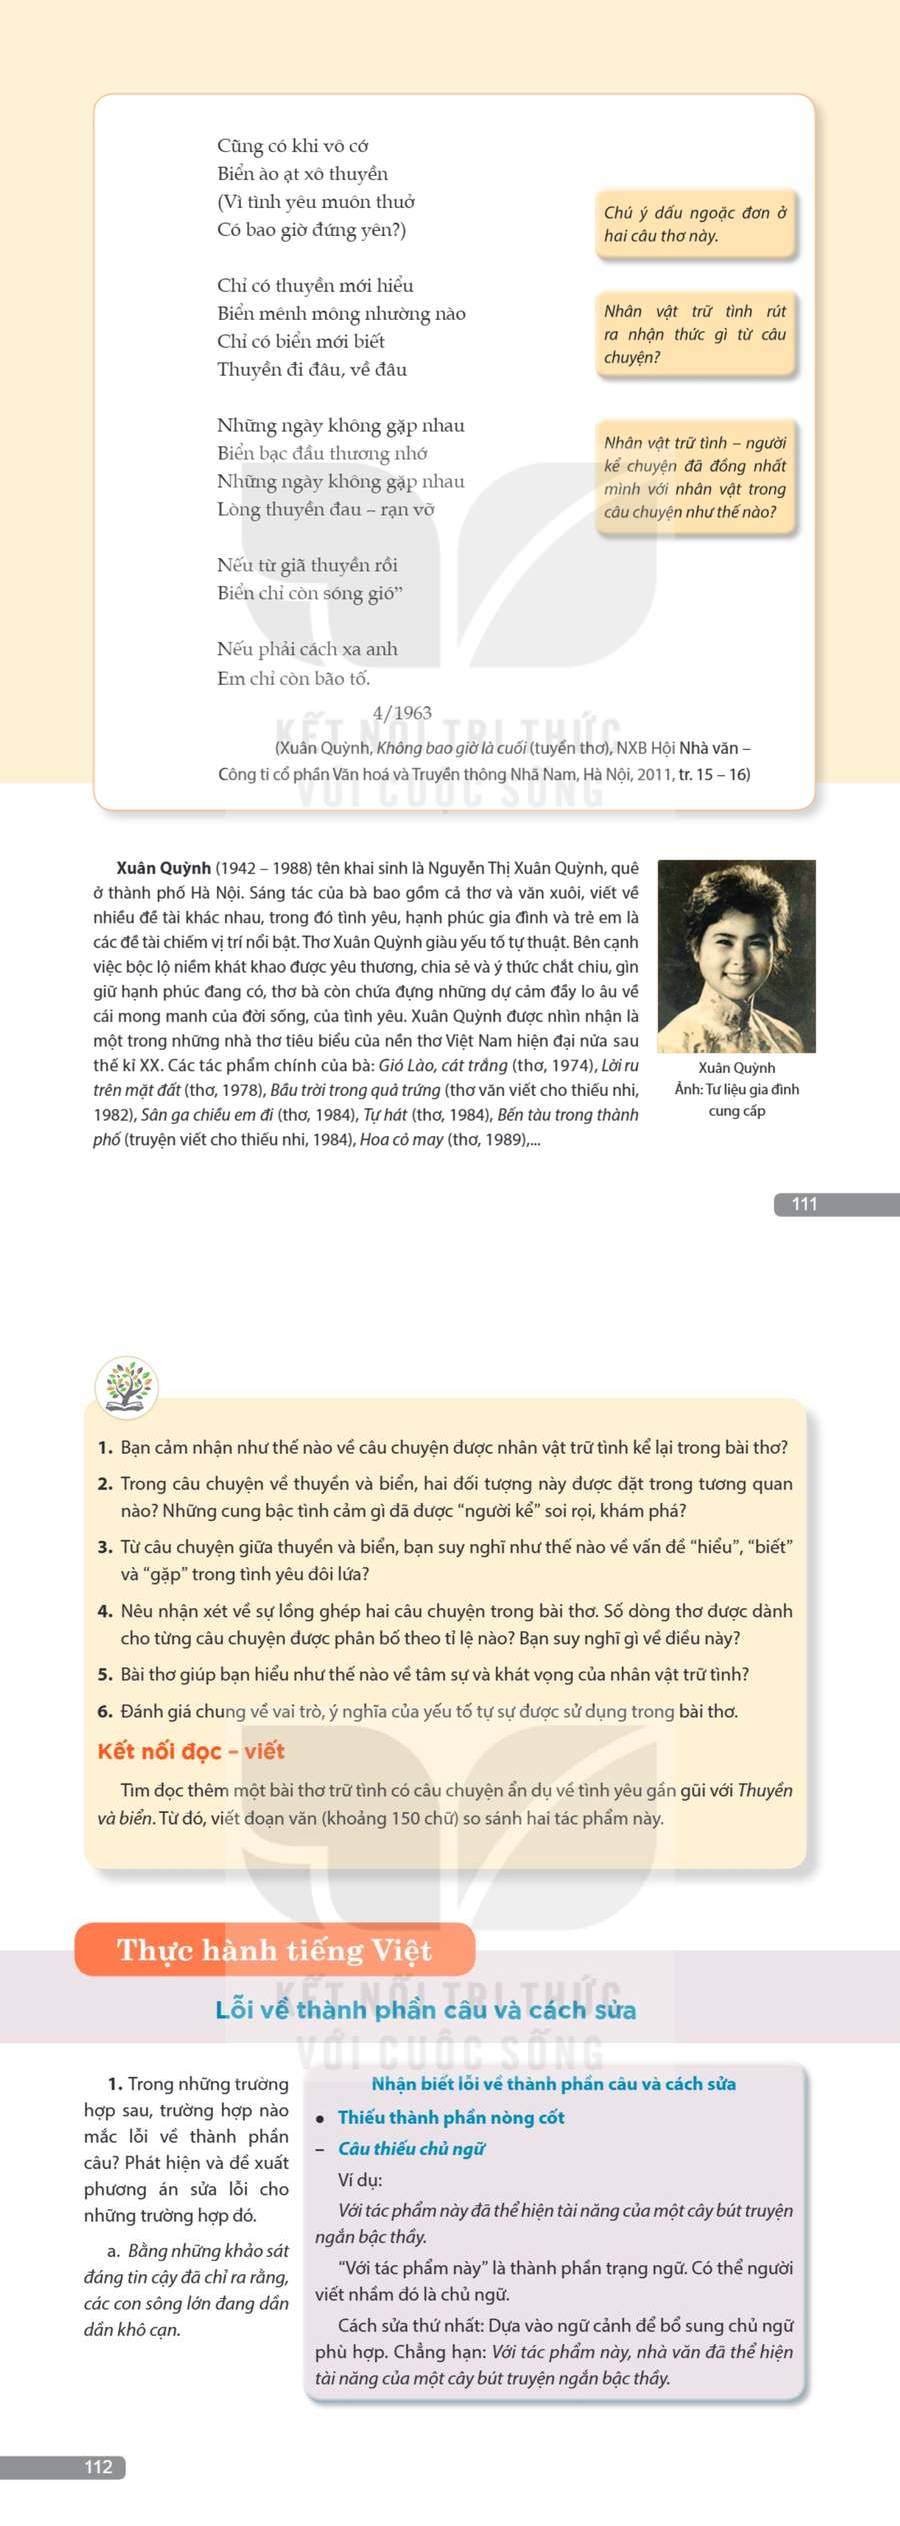 Cũng có khi vô cớ
Biển ào ạt xô thuyền
(Vì tình yêu muôn thuở
Có bao giờ đứng yên?)
Chú ý dấu ngoặc đơn ở
hai câu thơ này.
Chỉ có thuyền mới hiểu
Biển mênh mông nhường nào
Chỉ có biển mới biết
Thuyền đi đâu, về đâu
Nhân vật trữ tình rút
ra nhận thức gì từ câu
chuyện?
Những ngày không gặp nhau
Biển bạc đầu thương nhớ
Những ngày không gặp nhau
Lòng thuyền đau – rạn vỡ
Nhân vật trữ tình – người
kể chuyện đã đồng nhất
mình với nhân vật trong
câu chuyện như thế nào?
Nếu từ giã thuyền rồi
Biển chỉ còn sóng gió”
Nếu phải cách xa anh
Em chỉ còn bão tố.
4/1963
KẾT NỐI TRI THỨC
VỚI CUỘC SỐNG
(Xuân Quỳnh, Không bao giờ là cuối (tuyển thơ), NXB Hội Nhà văn –
Công ti cổ phần Văn hoá và Truyền thông Nhã Nam, Hà Nội, 2011, tr. 15 – 16)
Xuân Quỳnh (1942 – 1988) tên khai sinh là Nguyễn Thị Xuân Quỳnh, quê
ở thành phố Hà Nội. Sáng tác của bà bao gồm cả thơ và văn xuôi, viết về
nhiều đề tài khác nhau, trong đó tình yêu, hạnh phúc gia đình và trẻ em là
các đề tài chiếm vị trí nổi bật. Thơ Xuân Quỳnh giàu yếu tố tự thuật. Bên cạnh
việc bộc lộ niềm khát khao được yêu thương, chia sẻ và ý thức chắt chiu, gìn
giữ hạnh phúc đang có, thơ bà còn chứa đựng những dự cảm đầy lo âu về
cái mong manh của đời sống, của tình yêu. Xuân Quỳnh được nhìn nhận là
một trong những nhà thơ tiêu biểu của nền thơ Việt Nam hiện đại nửa sau
thế kỉ XX. Các tác phẩm chính của bà: Gió Lào, cát trắng (thơ, 1974), Lời ru
trên mặt đất (thơ, 1978), Bầu trời trong quả trứng (thơ văn viết cho thiếu nhi,
1982), Sân ga chiều em đi (thơ, 1984), Tự hát (thơ, 1984), Bến tàu trong thành
phố (truyện viết cho thiếu nhi, 1984), Hoa cỏ may (thơ, 1989),...
Xuân Quỳnh
Ảnh: Tư liệu gia đình
cung cấp
111
1. Bạn cảm nhận như thế nào về câu chuyện được nhân vật trữ tình kể lại trong bài thơ?
2. Trong câu chuyện về thuyền và biển, hai đối tượng này được đặt trong tương quan
nào? Những cung bậc tình cảm gì đã được “người kể” soi rọi, khám phá?
3. Từ câu chuyện giữa thuyền và biển, bạn suy nghĩ như thế nào về vấn đề “hiểu”, “biết”
và “gặp” trong tình yêu đôi lứa?
4. Nêu nhận xét về sự lồng ghép hai câu chuyện trong bài thơ. Số dòng thơ được dành
cho từng câu chuyện được phân bố theo tỉ lệ nào? Bạn suy nghĩ gì về điều này?
5. Bài thơ giúp bạn hiểu như thế nào về tâm sự và khát vọng của nhân vật trữ tình?
6. Đánh giá chung về vai trò, ý nghĩa của yếu tố tự sự được sử dụng trong bài thơ.
Kết nối đọc – viết
Tìm đọc thêm một bài thơ trữ tình có câu chuyện ẩn dụ về tình yêu gần gũi với Thuyền
và biển. Từ đó, viết đoạn văn (khoảng 150 chữ) so sánh hai tác phẩm này.
Thực hành tiếng Việt
KẾT NỐI TRI THỨC
Lỗi về thành phần câu và cách sửa
VỚI CUỘC SỐNG
1. Trong những trường
hợp sau, trường hợp nào
mắc lỗi về thành phần
câu? Phát hiện và đề xuất
phương án sửa lỗi cho
những trường hợp đó.
a. Bằng những khảo sát
đáng tin cậy đã chỉ ra rằng,
các con sông lớn đang dần
dần khô cạn.
Nhận biết lỗi về thành phần câu và cách sửa
• Thiếu thành phần nòng cốt
– Câu thiếu chủ ngữ
Ví dụ:
Với tác phẩm này đã thể hiện tài năng của một cây bút truyện
ngắn bậc thầy.
“Với tác phẩm này” là thành phần trạng ngữ. Có thể người
viết nhầm đó là chủ ngữ.
Cách sửa thứ nhất: Dựa vào ngữ cảnh để bổ sung chủ ngữ
phù hợp. Chẳng hạn: Với tác phẩm này, nhà văn đã thể hiện
tài năng của một cây bút truyện ngắn bậc thầy.
112